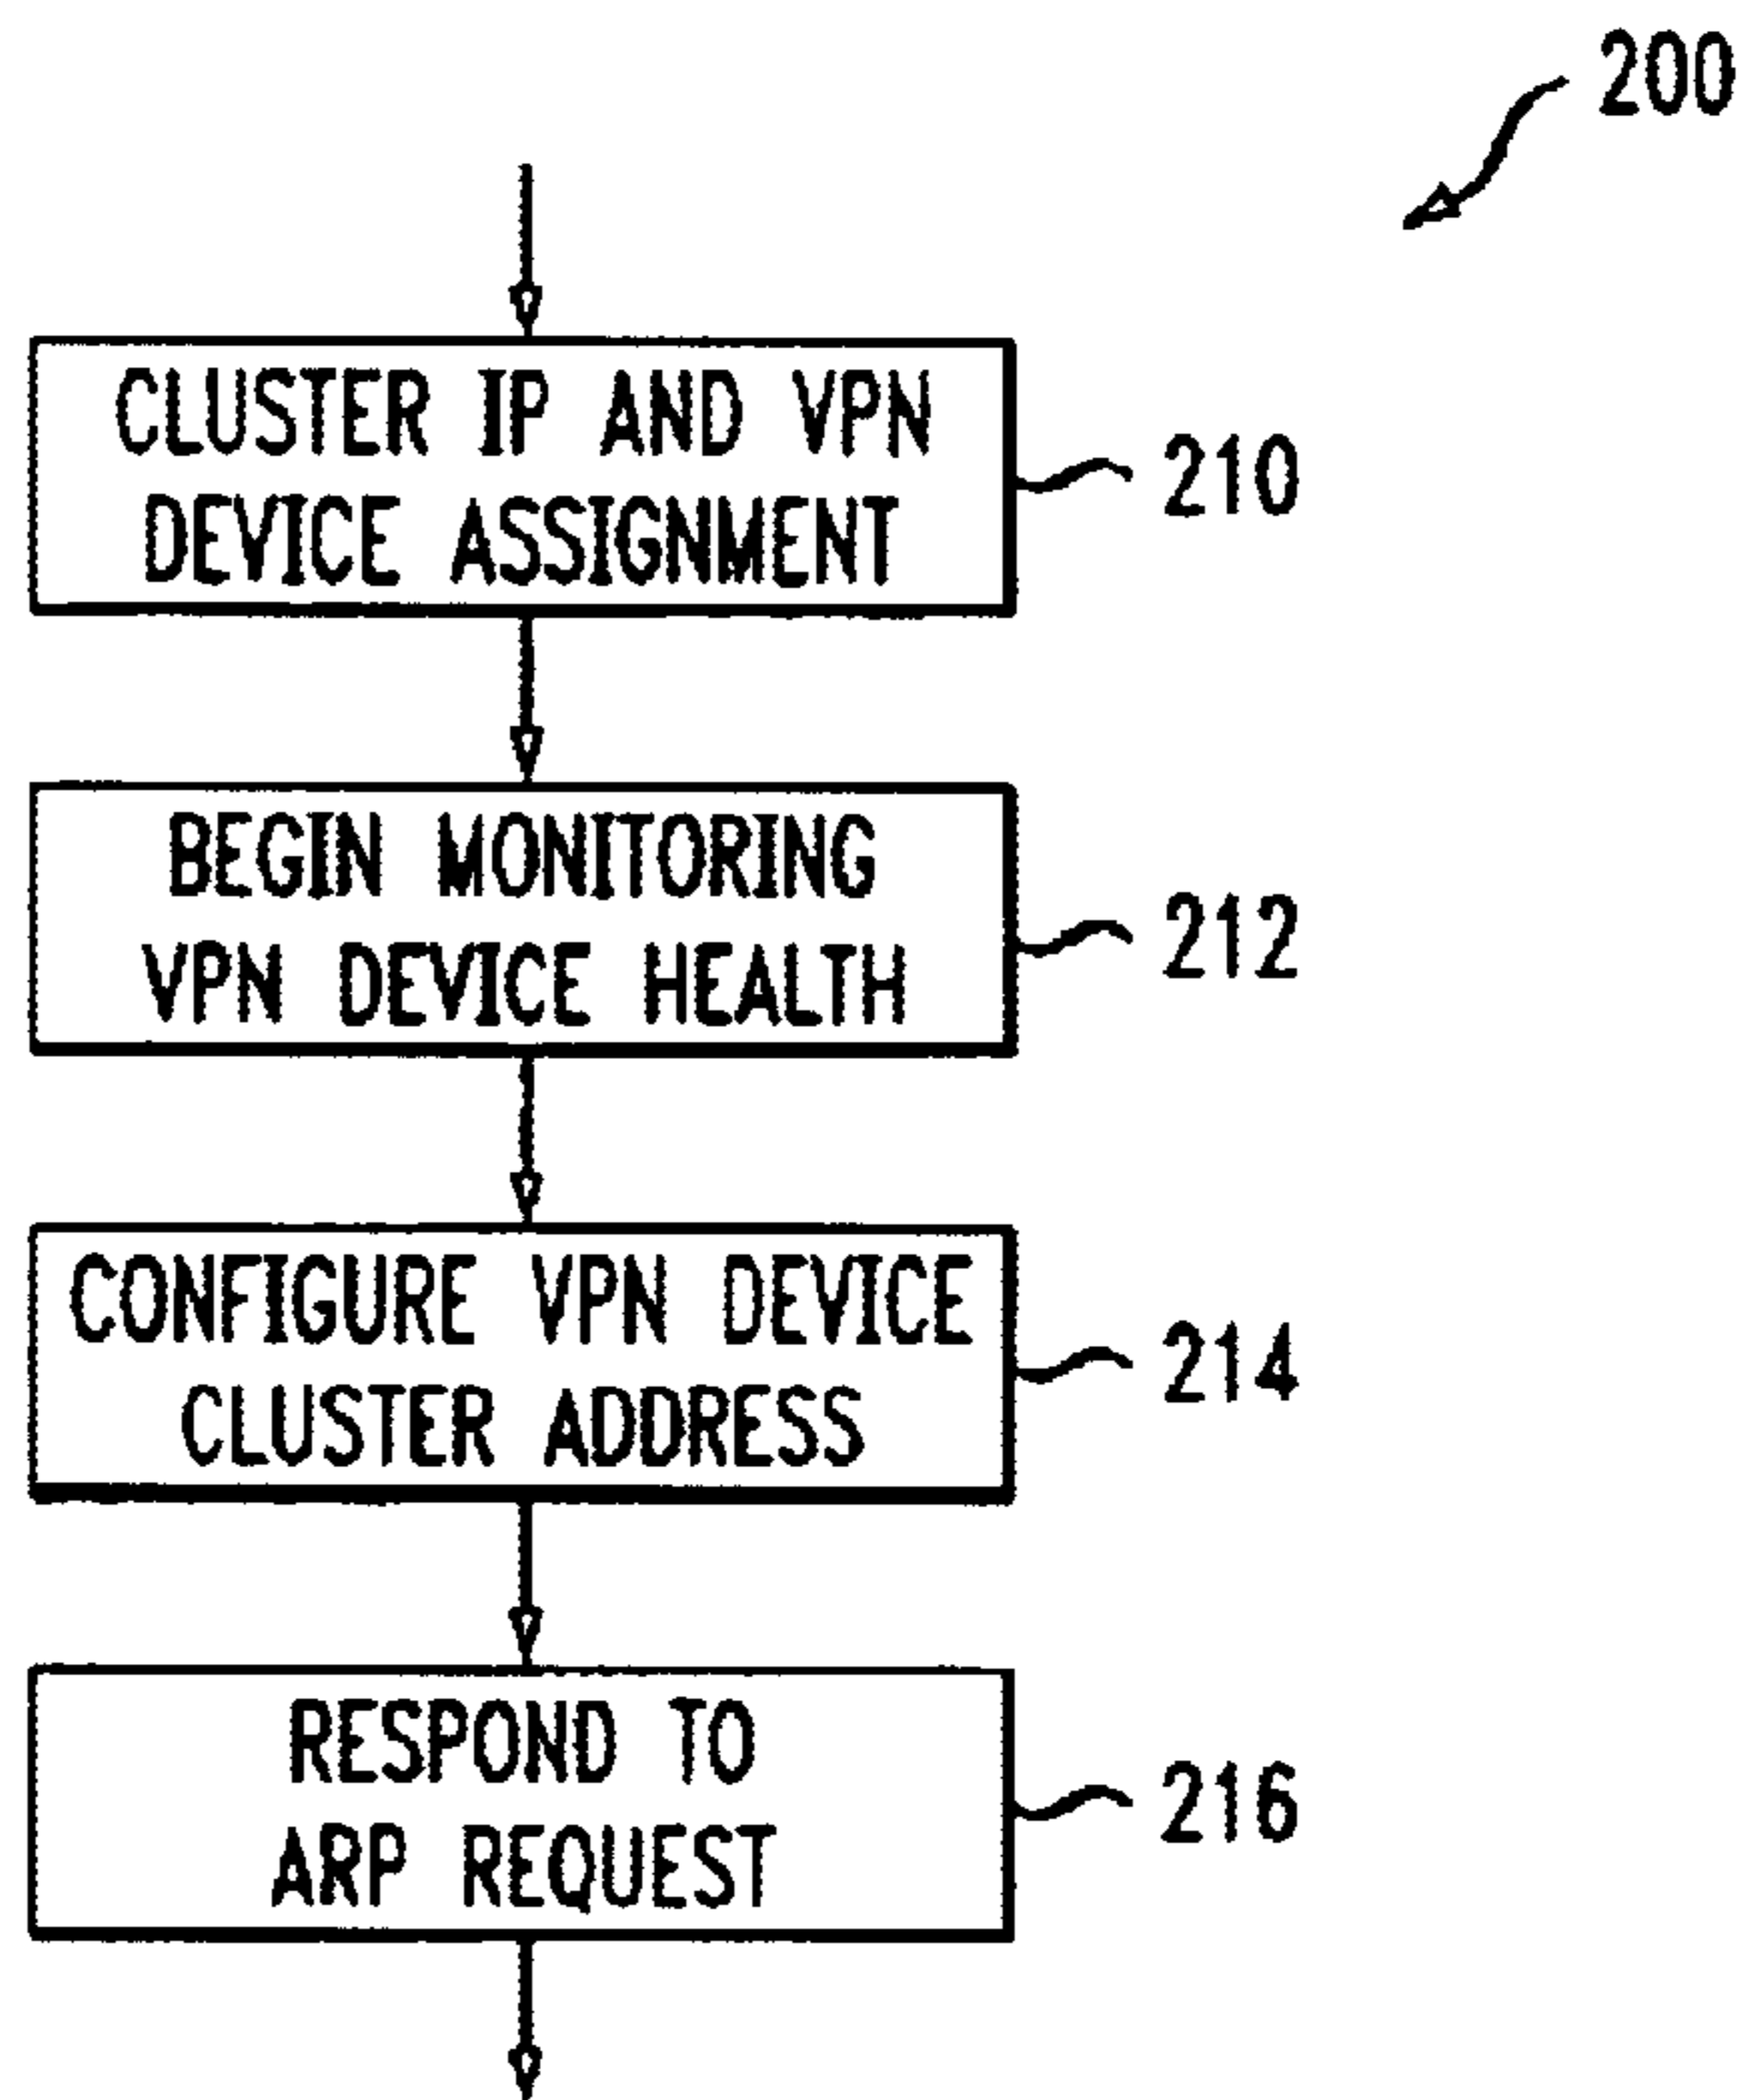 200
CLUSTER IP AND VPN
DEVICE ASSIGNMENT
210
BEGIN MONITORING
VPN DEVICE HEALTH
212
CONFIGURE VPN DEVICE
CLUSTER ADDRESS
214
RESPOND TO
ARP REQUEST
216